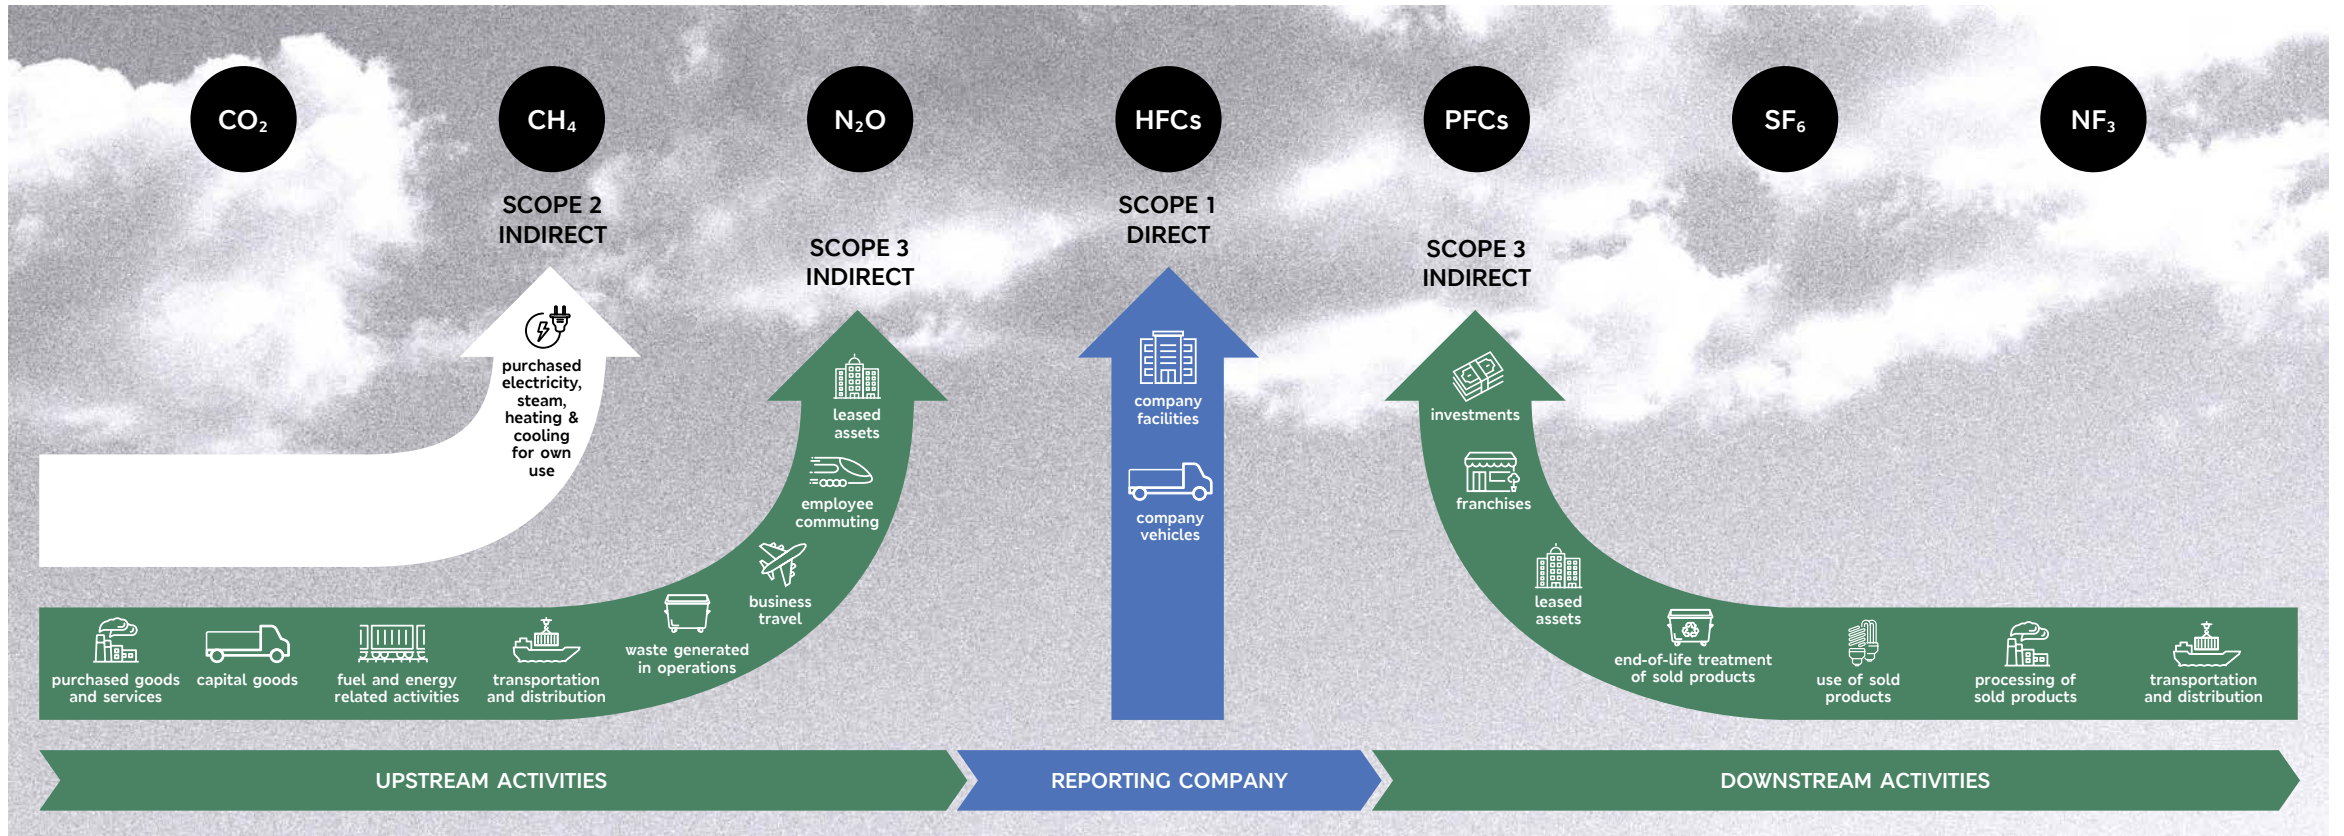 CO₂
CH₄
N₂O
HFCs
PFCs
SF₆
NF₃
SCOPE 2
INDIRECT
SCOPE 3
INDIRECT
SCOPE 1
DIRECT
SCOPE 3
INDIRECT
purchased
electricity,
steam,
heating &
cooling
for own
use
leased
assets
employee
commuting
business
travel
waste generated
in operations
transportation
and distribution
fuel and energy
related activities
capital goods
purchased goods
and services
company
facilities
company
vehicles
investments
franchises
leased
assets
end-of-life treatment
of sold products
use of sold
products
processing of
sold products
transportation
and distribution
UPSTREAM ACTIVITIES
REPORTING COMPANY
DOWNSTREAM ACTIVITIES